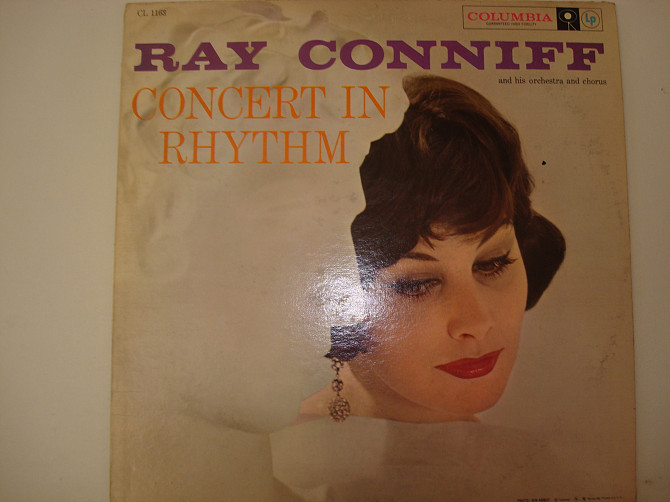 CL 1163
COLUMBIA Lp
RAY CONNIFF
and his orchestra and chorus
CONCERT IN
RHYTHM